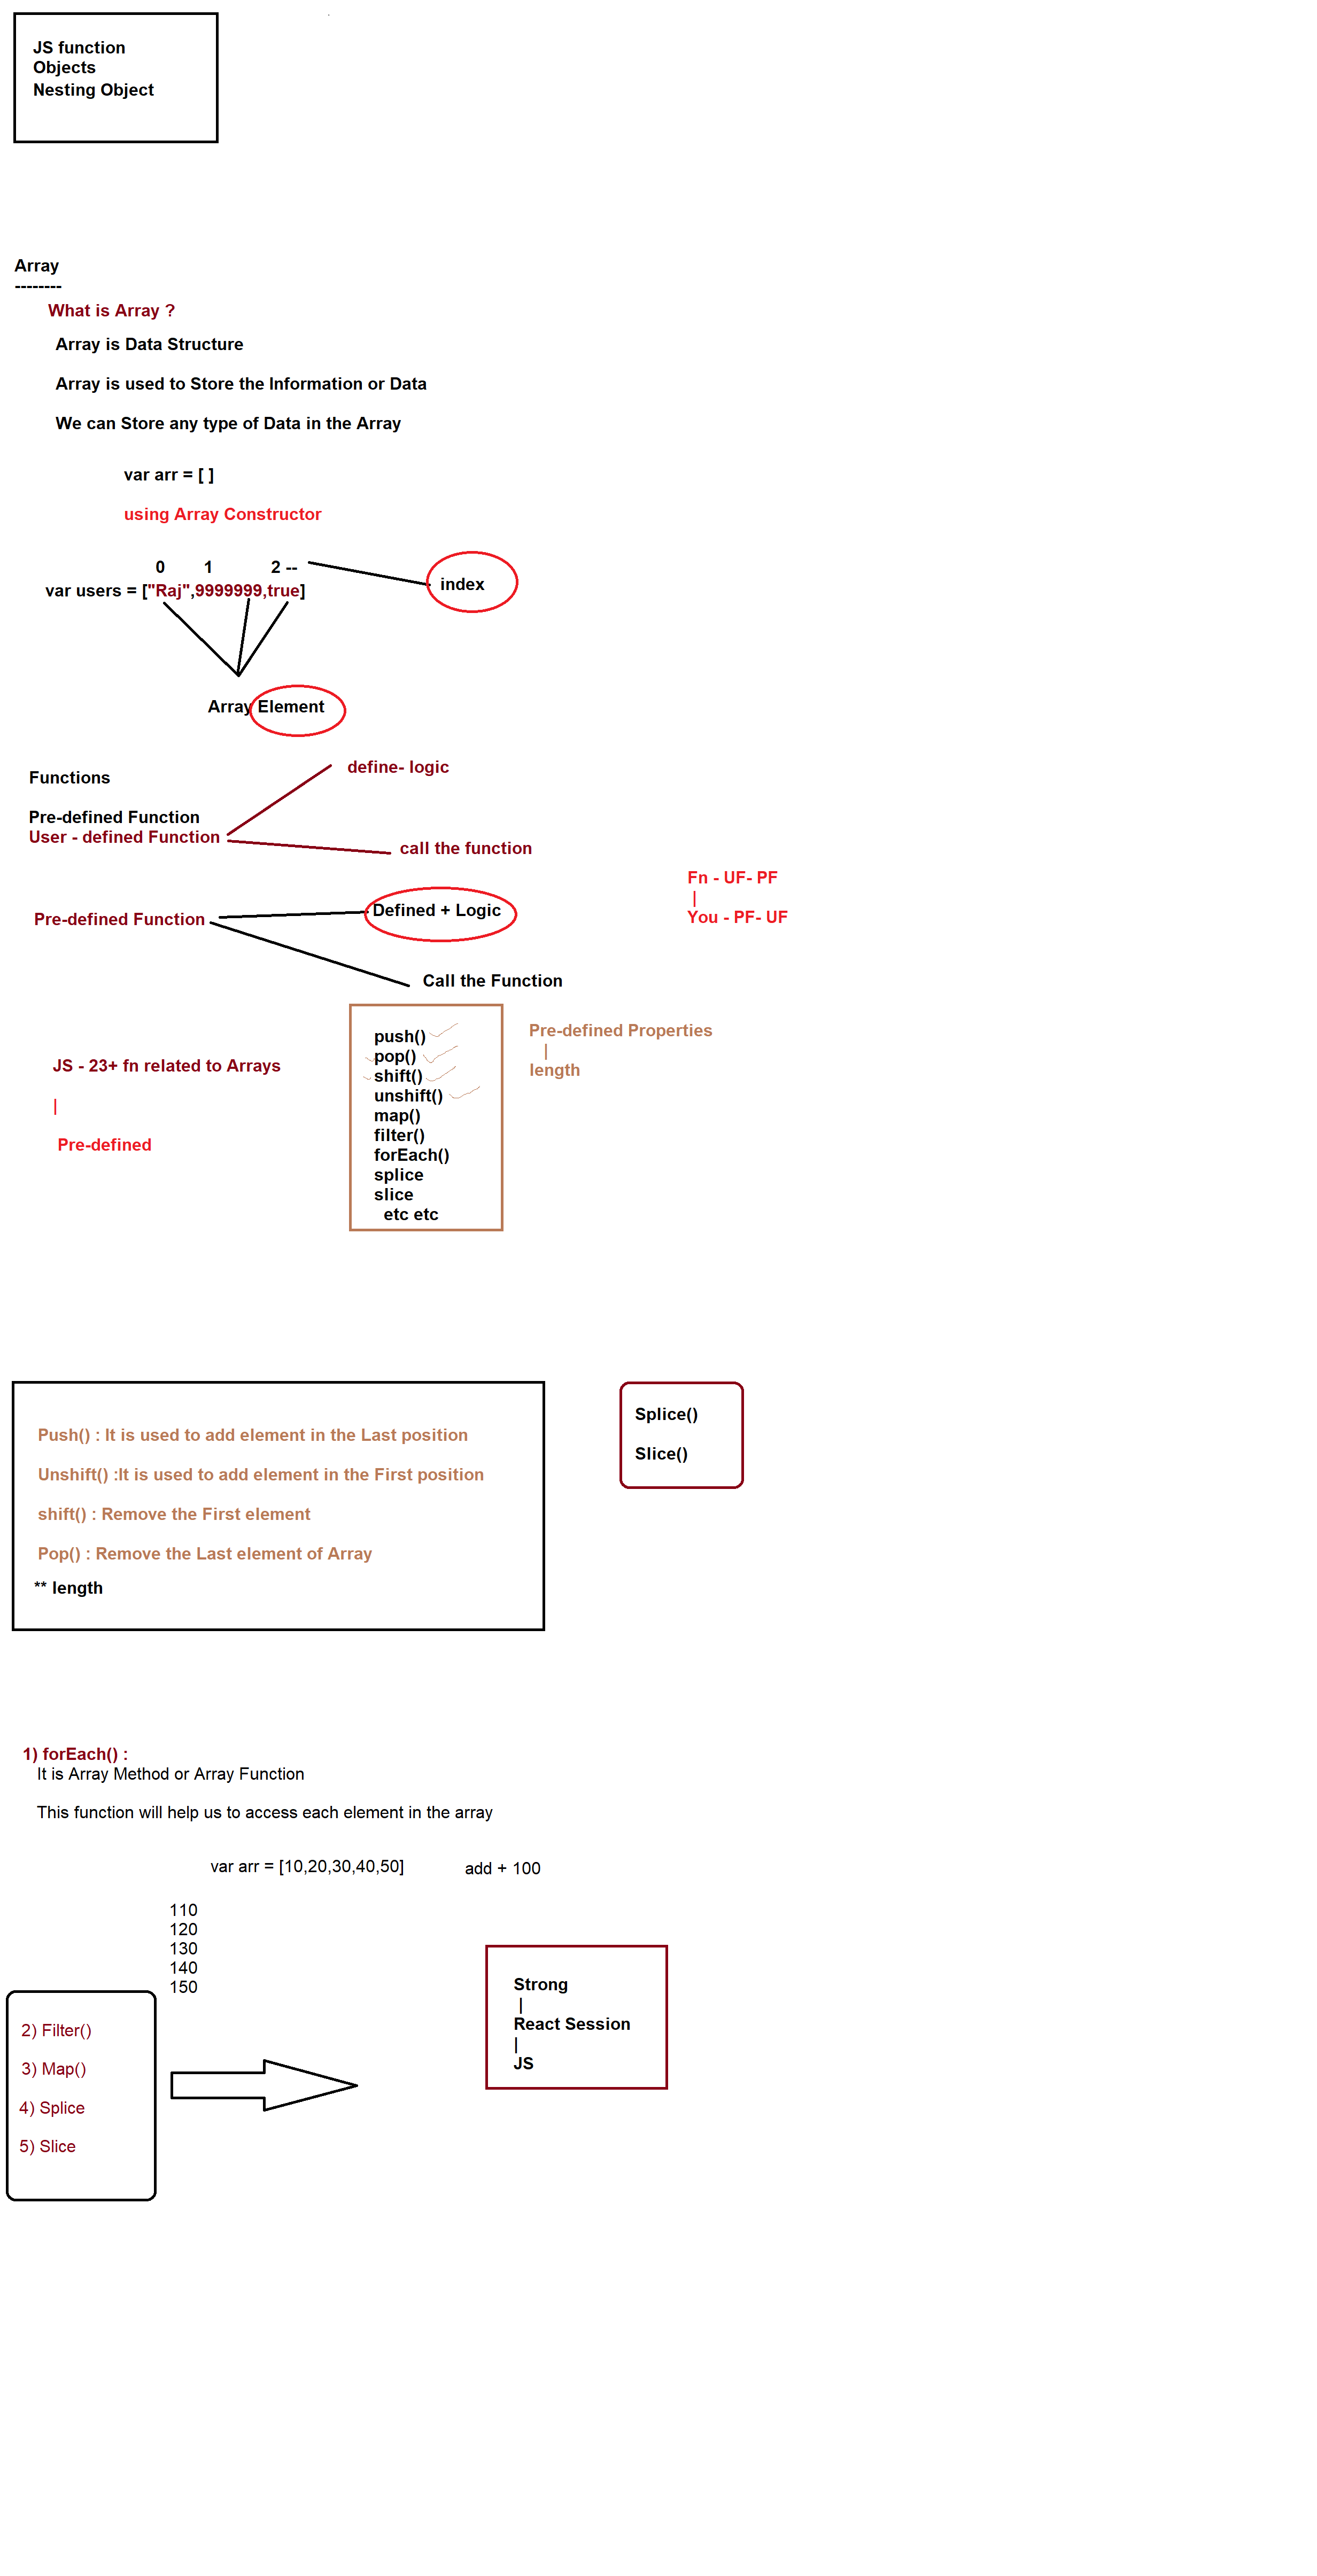 JS function
Objects
Nesting Object
Array
--------
What is Array ?
Array is Data Structure
Array is used to Store the Information or Data
We can Store any type of Data in the Array
var arr = [ ]
using Array Constructor
0 1 2 --
index
var users = ["Raj",9999999,true]
Array Element
define- logic
Functions
Pre-defined Function
User - defined Function
call the function
Fn - UF- PF
|
You - PF- UF
Defined + Logic
Pre-defined Function
Call the Function
push()
pop()
shift()
unshift()
map()
filter()
forEach()
splice
slice
etc etc
Pre-defined Properties
|
length
JS - 23+ fn related to Arrays
|
Pre-defined
Push() : It is used to add element in the Last position
Unshift() :It is used to add element in the First position
shift() : Remove the First element
Pop() : Remove the Last element of Array
** length
Splice()
Slice()
1) forEach() :
It is Array Method or Array Function
This function will help us to access each element in the array
var arr = [10,20,30,40,50] add + 100
110
120
130
140
150
Strong
|
React Session
|
JS
2) Filter()
3) Map()
4) Splice
5) Slice